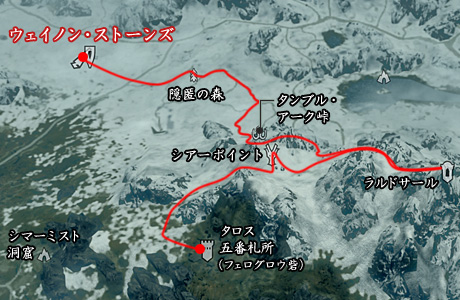 ウェイノン・ストーンズ
隠匿の森
タンブル・
アーク峠
シアーポイント
ラルドサール
タロス
五番札所
(フェログロウ砦)
シマーミスト
洞窟